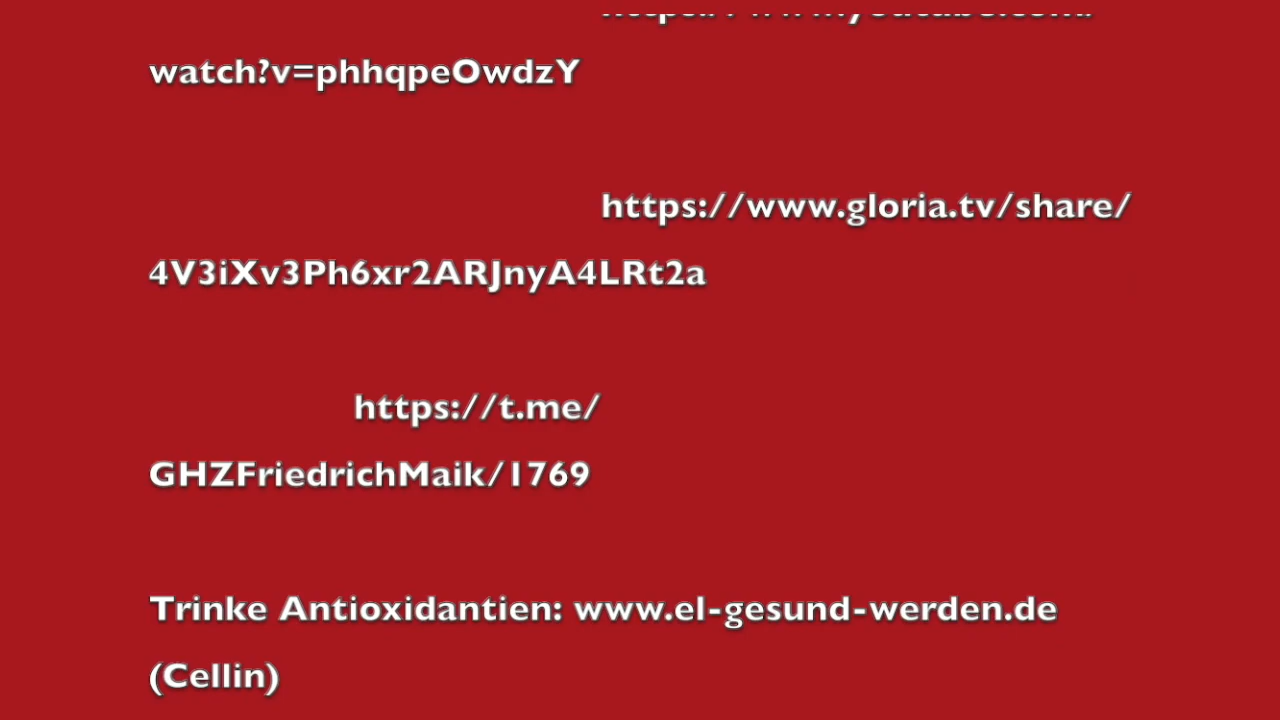 watch?v=phhqpeOwdzY
https://www.gloria.tv/share/
4V3iXv3Ph6xr2ARJnyA4LRt2a
https://t.me/
GHZFriedrichMaik/1769
Trinke Antioxidantien: www.el-gesund-werden.de
(Cellin)